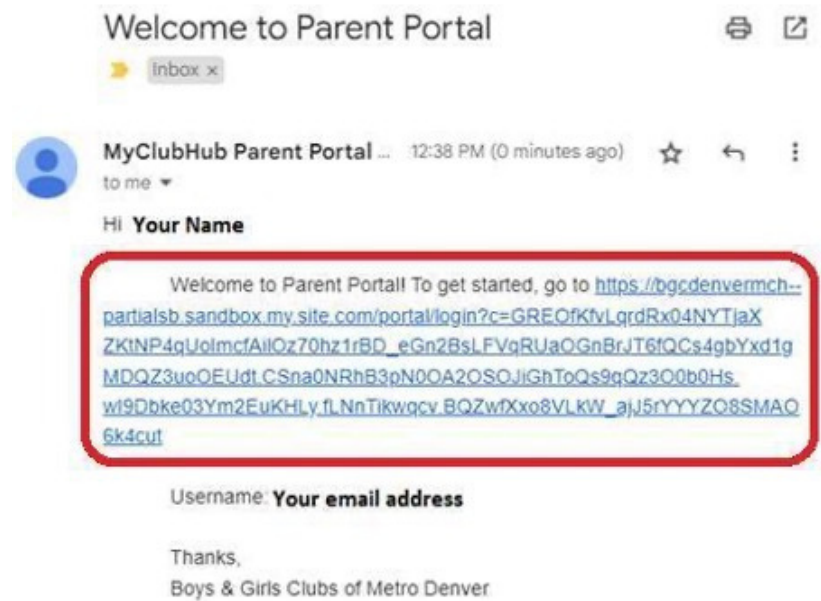 Welcome to Parent Portal
Inbox x
MyClubHub Parent Portal ... 12:38 PM (0 minutes ago)
to me
Hi Your Name
Welcome to Parent Portal! To get started, go to https://bgcdenvermch--
partialsb.sandbox.my.site.com/portal/login?c=GREOfKfvLqrdRx04NYTjaX
ZKtNP4qUolmcfAilOz70hz1rBD_eGn2BsLFVqRUaOGnBrJT6fQCs4gbYxd1g
MDQZ3uoOEUdt.CSna0NRhB3pN0OA2OSOJiGhToQs9qQz3O0b0Hs.
wI9Dbke03Ym2EuKHLy.fLNnTikwqcv.BQZwfXxo8VLkW_ajJ5rYYYZO8SMAO
6k4cut
Username: Your email address
Thanks,
Boys & Girls Clubs of Metro Denver